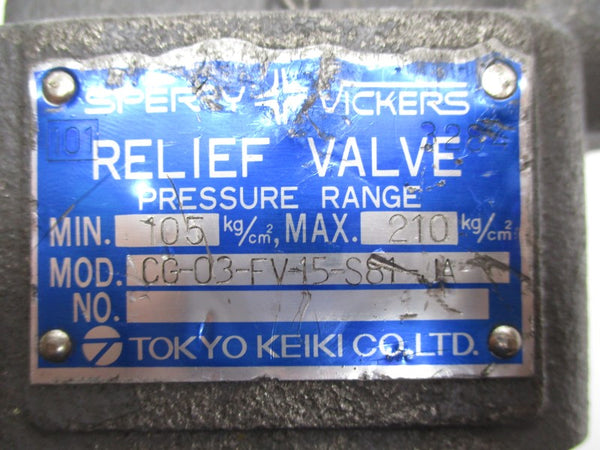 SPERRY VICKERS
101
RELIEF VALVE
PRESSURE RANGE
MIN. 105 kg/cm², MAX. 210 kg/cm²
MOD. CG-03-FV-15-S81-JA
NO.
TOKYO KEIKI CO., LTD.